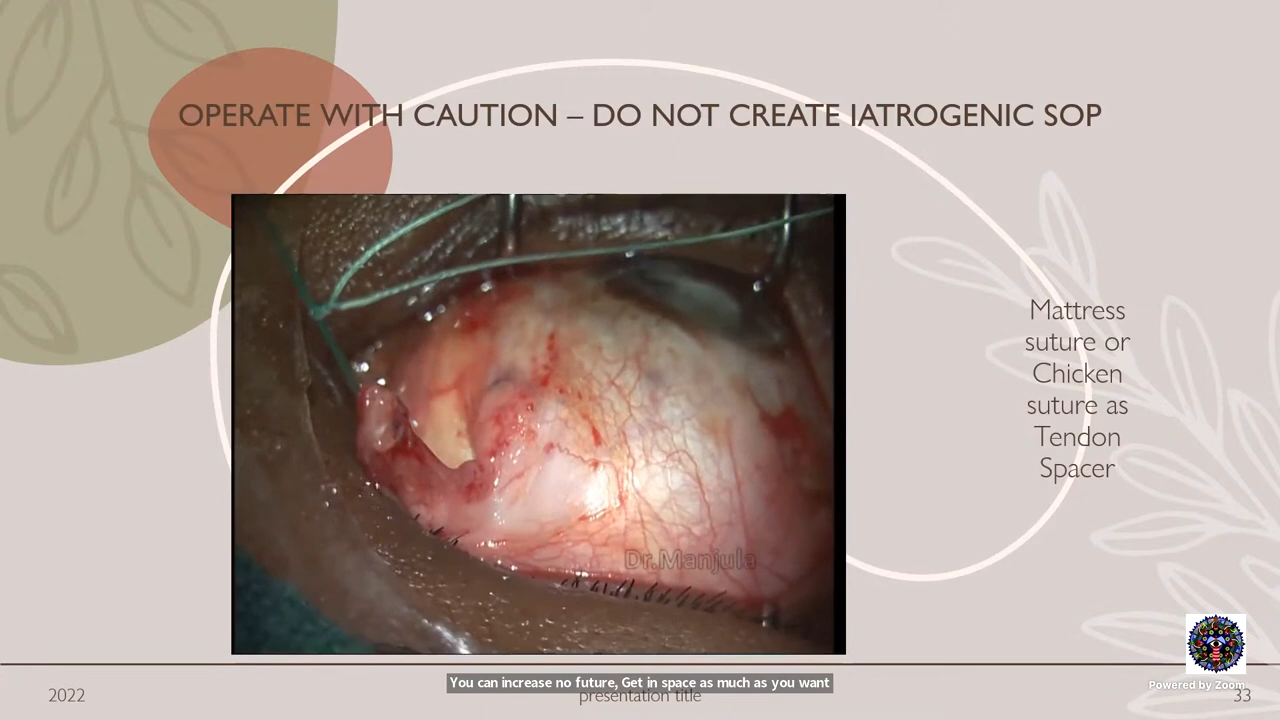 OPERATE WITH CAUTION – DO NOT CREATE IATROGENIC SOP
Mattress
suture or
Chicken
suture as
Tendon
Spacer
Dr.Manjula
You can increase no future, Get in space as much as you want
2022
presentation title
Powered by Zoom
33